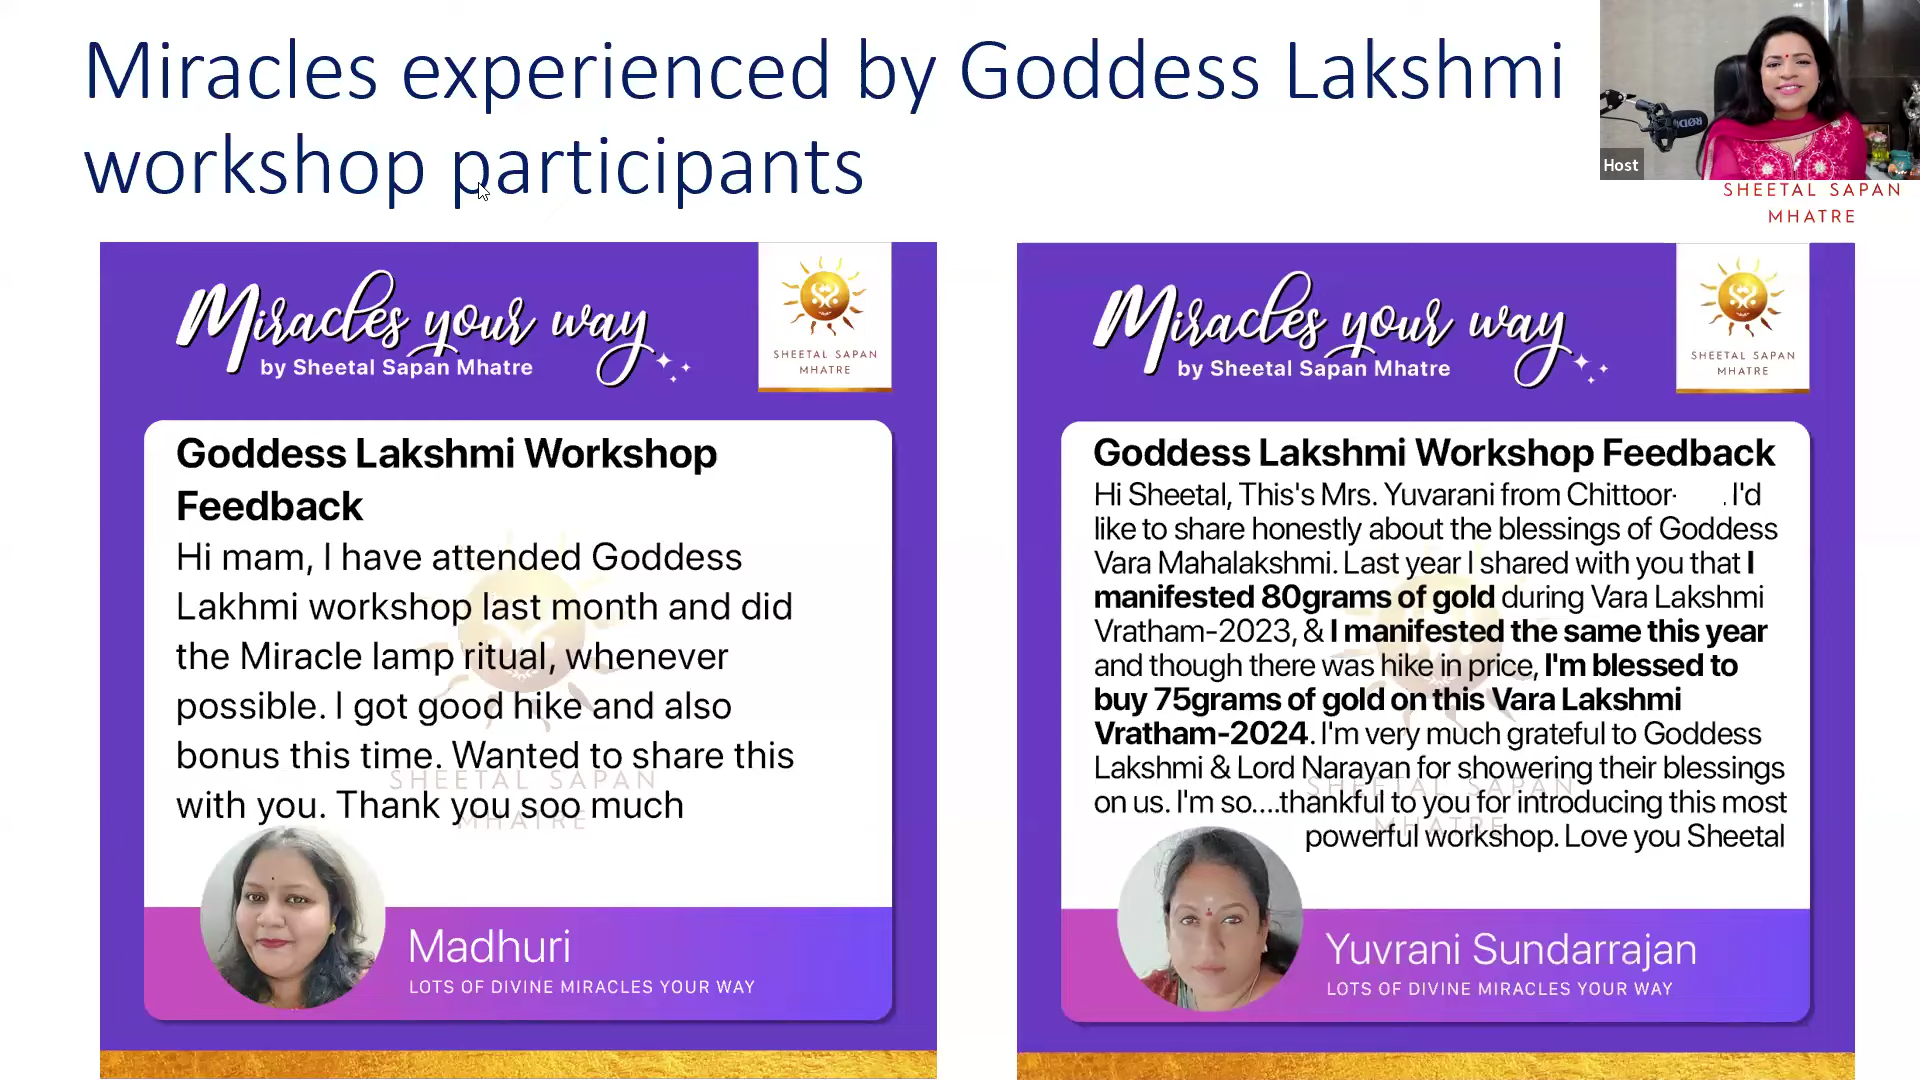 Miracles experienced by Goddess Lakshmi
workshop participants
Host
SHEETAL SAPAN
MHATRE
Miracles your way
by Sheetal Sapan Mhatre
SHEETAL SAPAN
MHATRE
Goddess Lakshmi Workshop
Feedback
Hi mam, I have attended Goddess
Lakhmi workshop last month and did
the Miracle lamp ritual, whenever
possible. I got good hike and also
bonus this time. Wanted to share this
with you. Thank you soo much
SHEETAL SAPAN
MHATRE
Madhuri
LOTS OF DIVINE MIRACLES YOUR WAY
Miracles your way
by Sheetal Sapan Mhatre
SHEETAL SAPAN
MHATRE
Goddess Lakshmi Workshop Feedback
Hi Sheetal, This's Mrs. Yuvarani from Chittoor- . I'd
like to share honestly about the blessings of Goddess
Vara Mahalakshmi. Last year I shared with you that I
manifested 80grams of gold during Vara Lakshmi
Vratham-2023, & I manifested the same this year
and though there was hike in price, I'm blessed to
buy 75grams of gold on this Vara Lakshmi
Vratham-2024. I'm very much grateful to Goddess
Lakshmi & Lord Narayan for showering their blessings
on us. I'm so....thankful to you for introducing this most
powerful workshop. Love you Sheetal
SHEETAL SAPAN
MHATRE
Yuvrani Sundarrajan
LOTS OF DIVINE MIRACLES YOUR WAY
RØDE